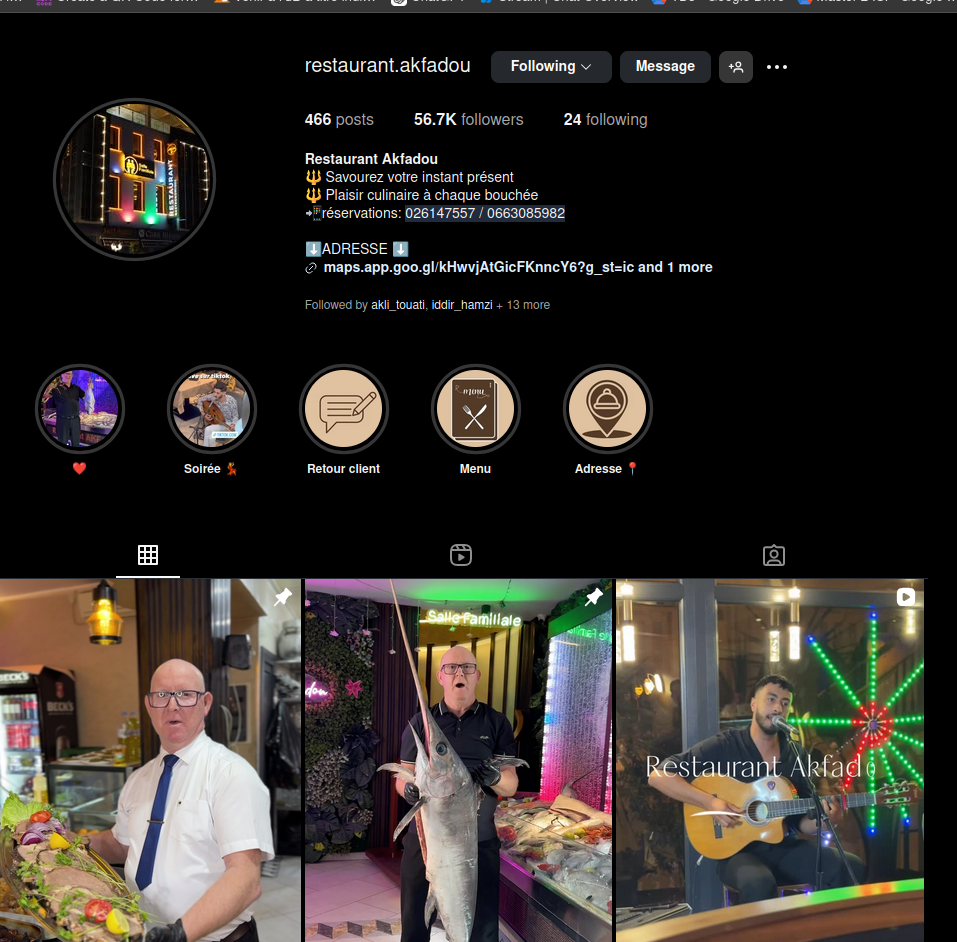 restaurant.akfadou Following Message
466 posts 56.7K followers 24 following
Restaurant Akfadou
🔱 Savourez votre instant présent
🔱 Plaisir culinaire à chaque bouchée
📲réservations: 026147557 / 0663085982
⬇️ADRESSE ⬇️
maps.app.goo.gl/kHwvjAtGicFKnncY6?g_st=ic and 1 more
Followed by akli_touati, iddir_hamzi + 13 more
RESTAURANT
menu
❤️ Soirée 💃 Retour client Menu Adresse 📍
BECK'S
Salle Familiale
Restaurant Akfad